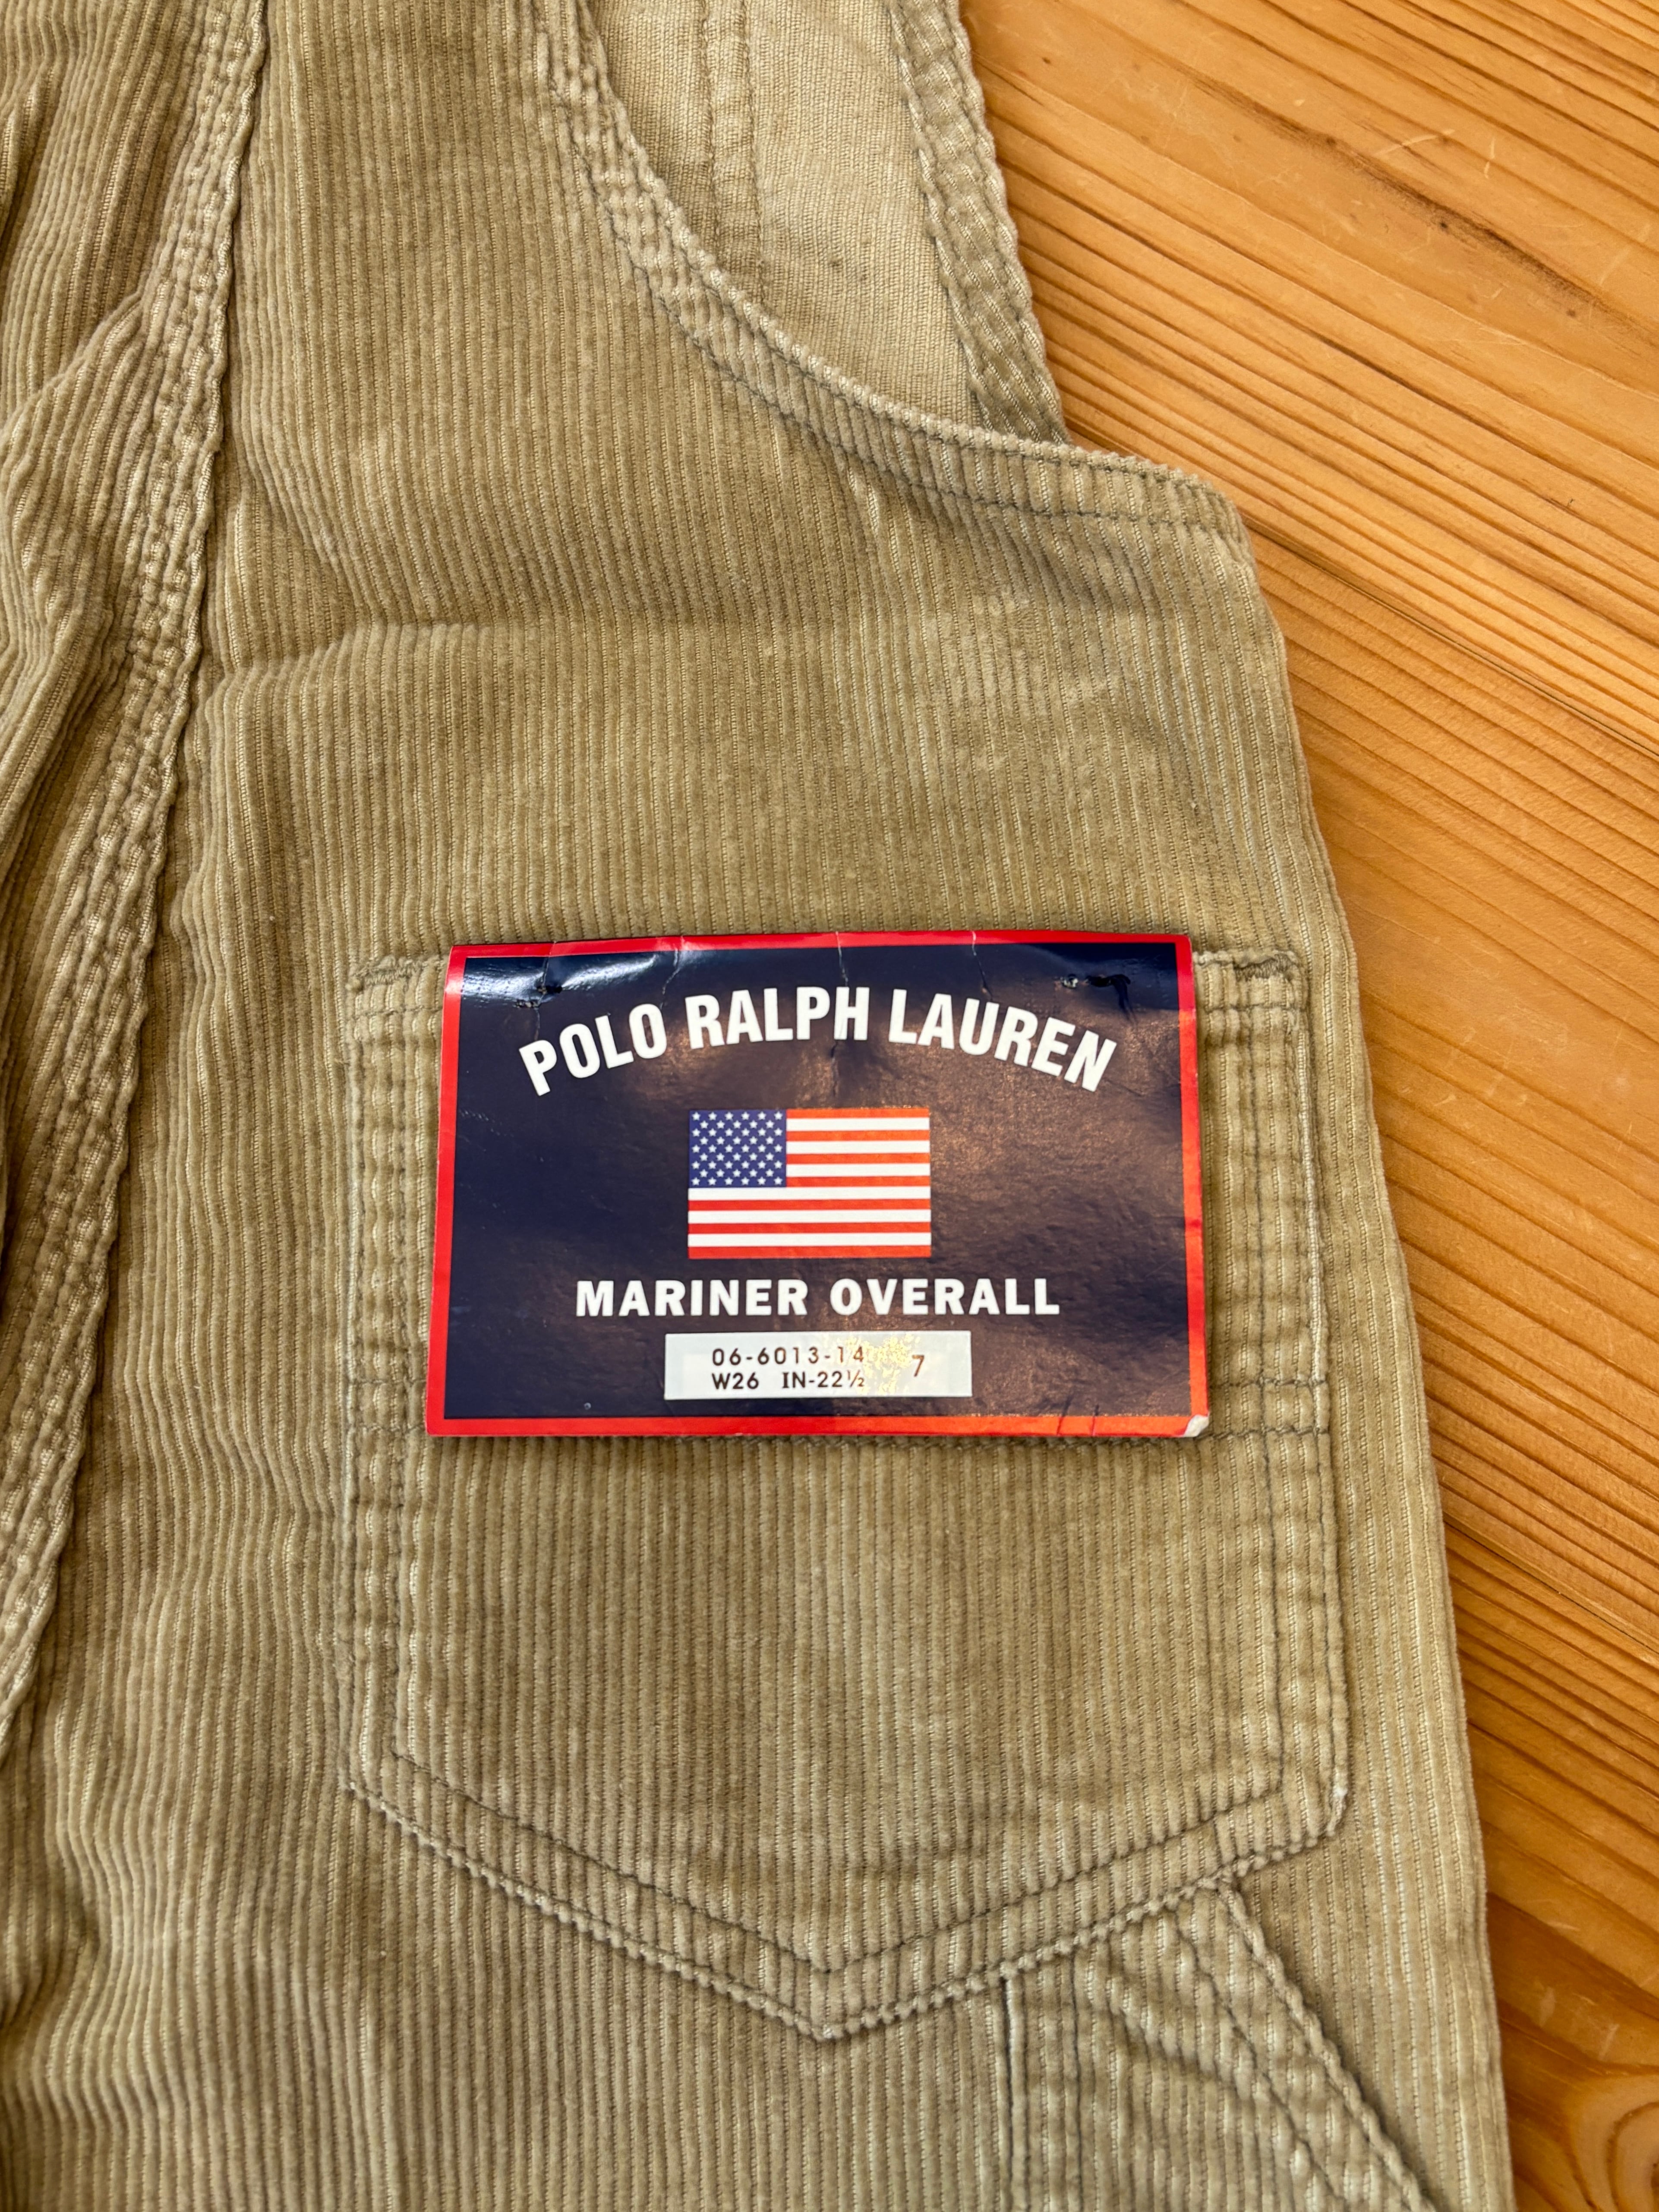 POLO RALPH LAUREN
MARINER OVERALL
06-6013-14 7
W26 IN-22½